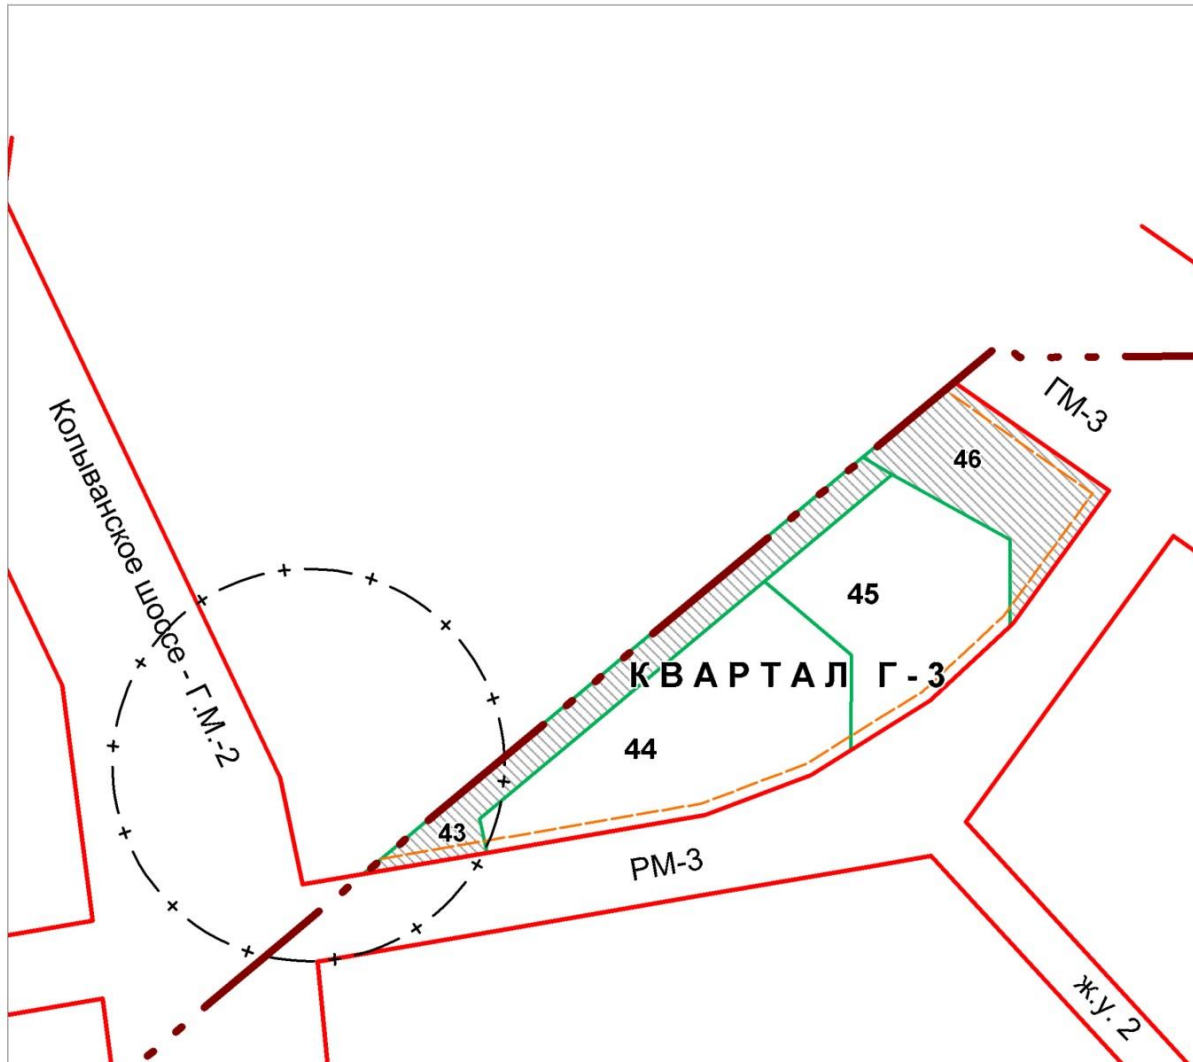 ГМ-3
Колыванское шоссе - Г.М.-2
46
45
КВАРТАЛ Г-3
44
43
РМ-3
ж.у. 2